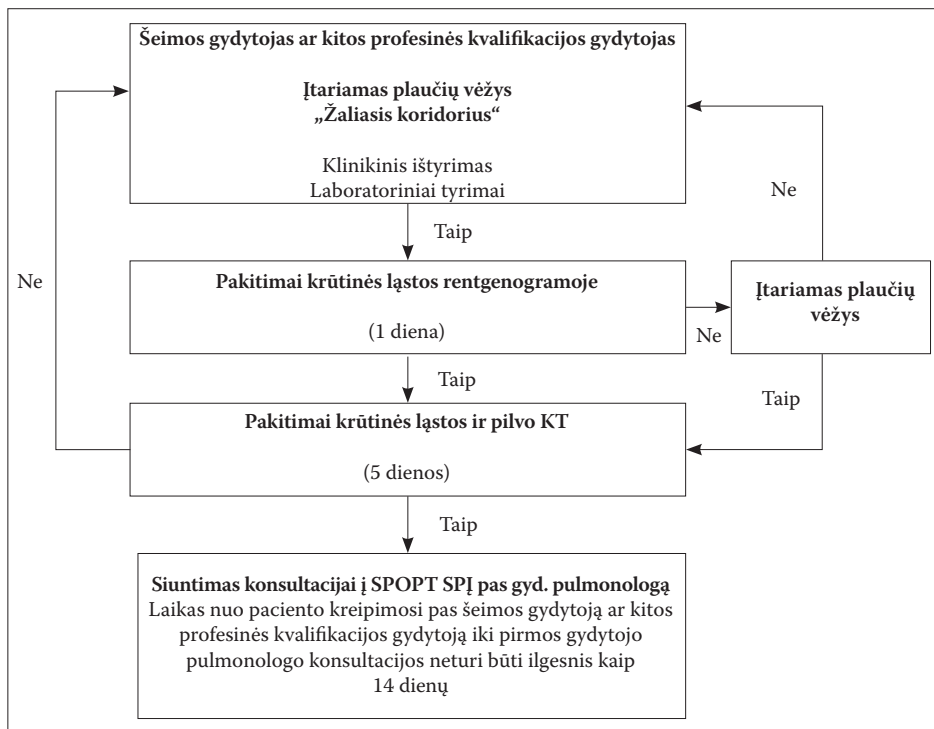 Šeimos gydytojas ar kitos profesinės kvalifikacijos gydytojas
Įtariamas plaučių vėžys
„Žaliasis koridorius“
Klinikinis ištyrimas
Laboratoriniai tyrimai
Taip
Ne
Ne
Pakitimai krūtinės ląstos rentgenogramoje
(1 diena)
Ne
Įtariamas plaučių
vėžys
Taip
Taip
Pakitimai krūtinės ląstos ir pilvo KT
(5 dienos)
Taip
Siuntimas konsultacijai į SPOPT SPĮ pas gyd. pulmonologą
Laikas nuo paciento kreipimosi pas šeimos gydytoją ar kitos
profesinės kvalifikacijos gydytoją iki pirmos gydytojo
pulmonologo konsultacijos neturi būti ilgesnis kaip
14 dienų